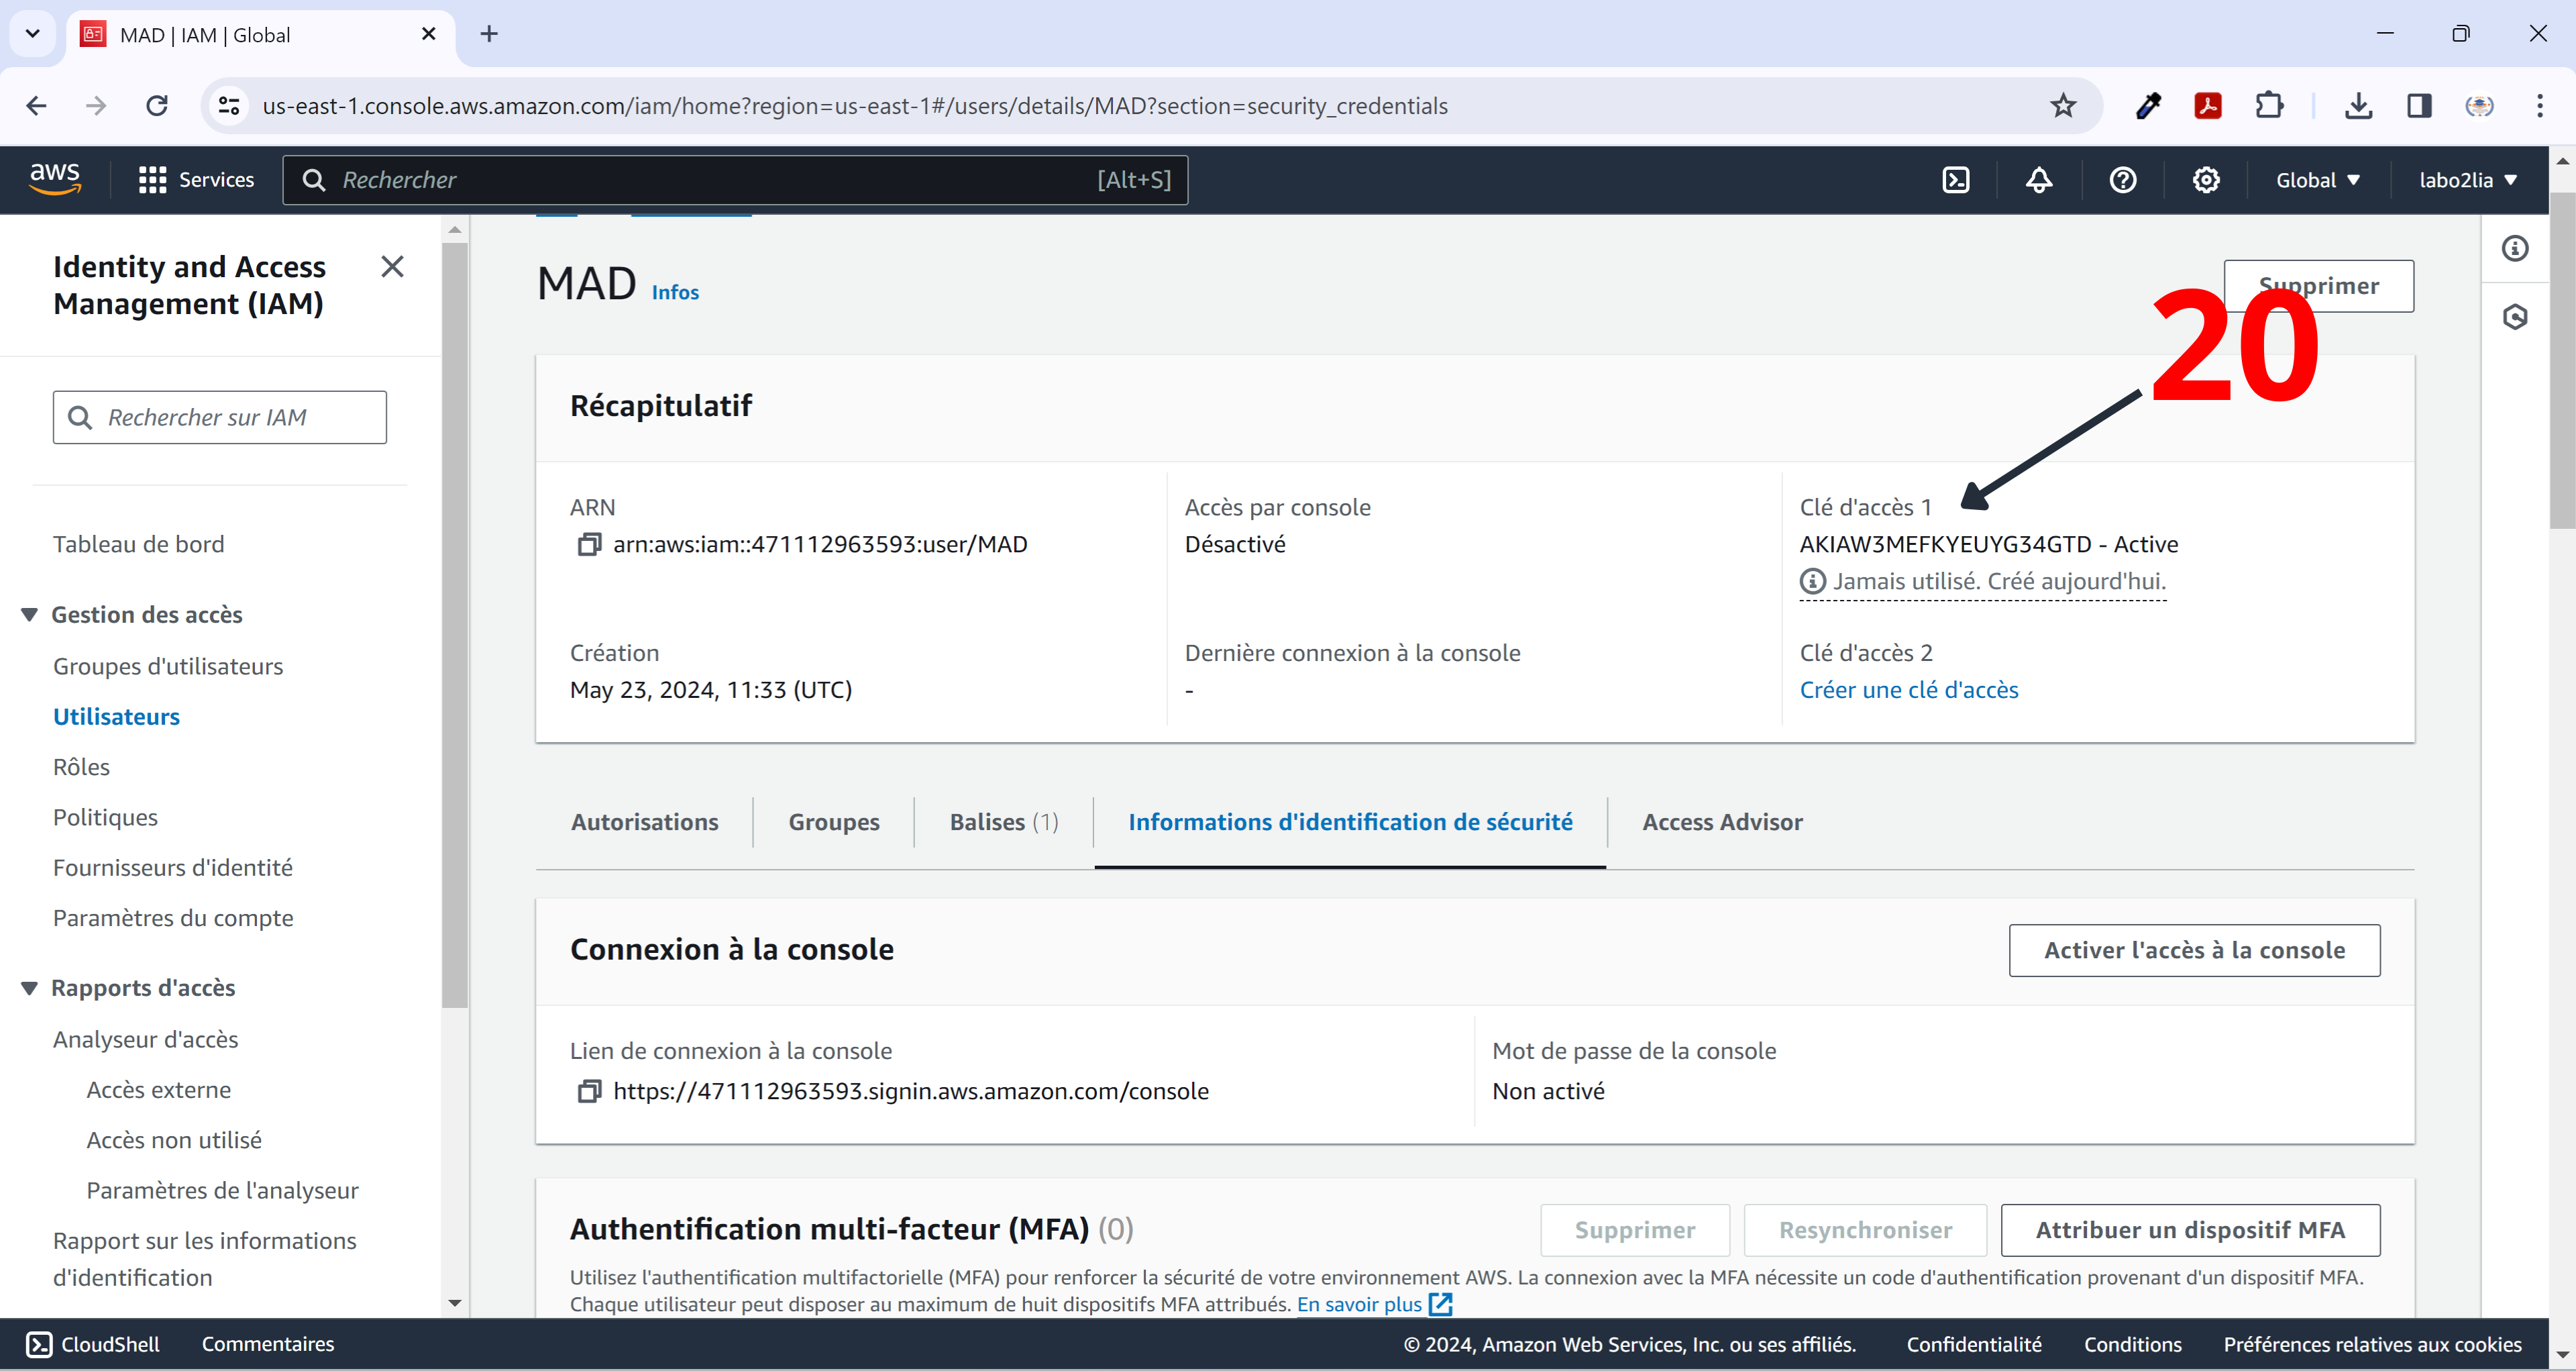 MAD | IAM | Global
us-east-1.console.aws.amazon.com/iam/home?region=us-east-1#/users/details/MAD?section=security_credentials
aws
Services
Rechercher
[Alt+S]
Global
labo2lia
Identity and Access
Management (IAM)
Rechercher sur IAM
Tableau de bord
Gestion des accès
Groupes d'utilisateurs
Utilisateurs
Rôles
Politiques
Fournisseurs d'identité
Paramètres du compte
Rapports d'accès
Analyseur d'accès
Accès externe
Accès non utilisé
Paramètres de l'analyseur
Rapport sur les informations
d'identification
MAD Infos
Supprimer
20
Récapitulatif
ARN
arn:aws:iam::471112963593:user/MAD
Accès par console
Désactivé
Clé d'accès 1
AKIAW3MEFKYEUYG34GTD - Active
Jamais utilisé. Créé aujourd'hui.
Création
May 23, 2024, 11:33 (UTC)
Dernière connexion à la console
-
Clé d'accès 2
Créer une clé d'accès
Autorisations
Groupes
Balises (1)
Informations d'identification de sécurité
Access Advisor
Connexion à la console
Activer l'accès à la console
Lien de connexion à la console
https://471112963593.signin.aws.amazon.com/console
Mot de passe de la console
Non activé
Authentification multi-facteur (MFA) (0)
Supprimer
Resynchroniser
Attribuer un dispositif MFA
Utilisez l'authentification multifactorielle (MFA) pour renforcer la sécurité de votre environnement AWS. La connexion avec la MFA nécessite un code d'authentification provenant d'un dispositif MFA.
Chaque utilisateur peut disposer au maximum de huit dispositifs MFA attribués. En savoir plus
CloudShell
Commentaires
© 2024, Amazon Web Services, Inc. ou ses affiliés.
Confidentialité
Conditions
Préférences relatives aux cookies